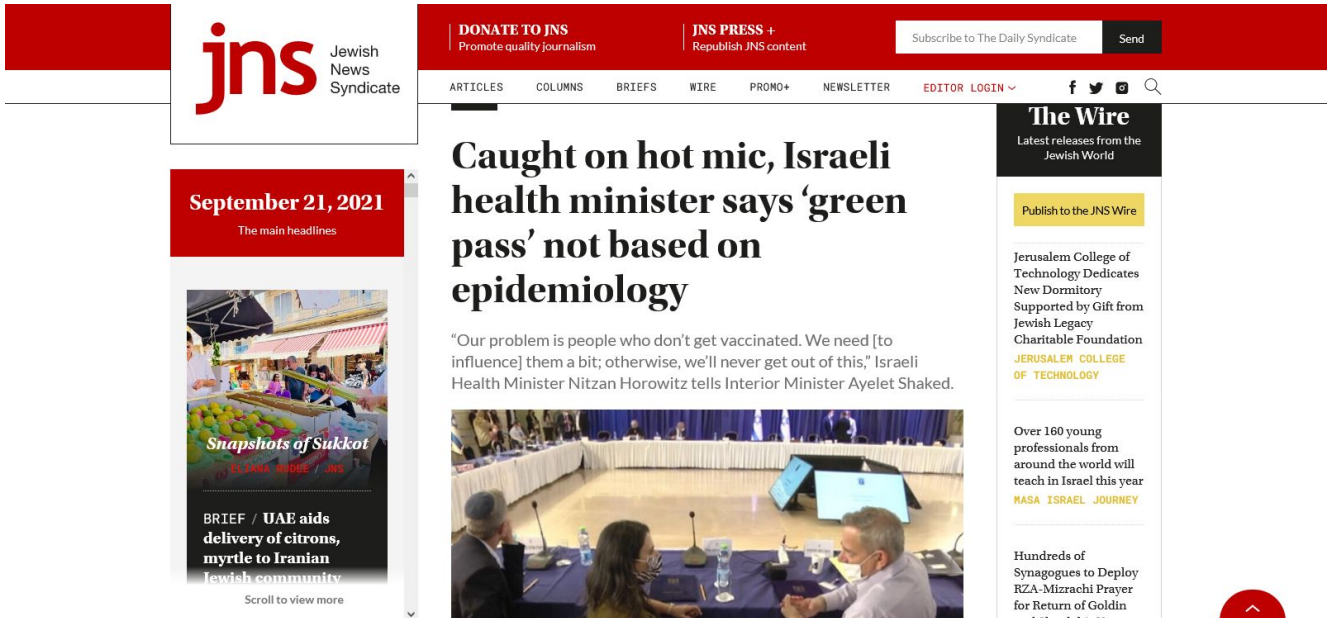 jns
Jewish
News
Syndicate
DONATE TO JNS
Promote quality journalism
JNS PRESS +
Republish JNS content
Subscribe to The Daily Syndicate
Send
ARTICLES
COLUMNS
BRIEFS
WIRE
PROMO+
NEWSLETTER
EDITOR LOGIN
September 21, 2021
The main headlines
Snapshots of Sukkot
ELIANA RUDEE / JNS
BRIEF / UAE aids
delivery of citrons,
myrtle to Iranian
Jewish community
Scroll to view more
Caught on hot mic, Israeli
health minister says ‘green
pass’ not based on
epidemiology
“Our problem is people who don’t get vaccinated. We need [to
influence] them a bit; otherwise, we’ll never get out of this,” Israeli
Health Minister Nitzan Horowitz tells Interior Minister Ayelet Shaked.
The Wire
Latest releases from the
Jewish World
Publish to the JNS Wire
Jerusalem College of
Technology Dedicates
New Dormitory
Supported by Gift from
Jewish Legacy
Charitable Foundation
JERUSALEM COLLEGE
OF TECHNOLOGY
Over 160 young
professionals from
around the world will
teach in Israel this year
MASA ISRAEL JOURNEY
Hundreds of
Synagogues to Deploy
RZA-Mizrachi Prayer
for Return of Goldin